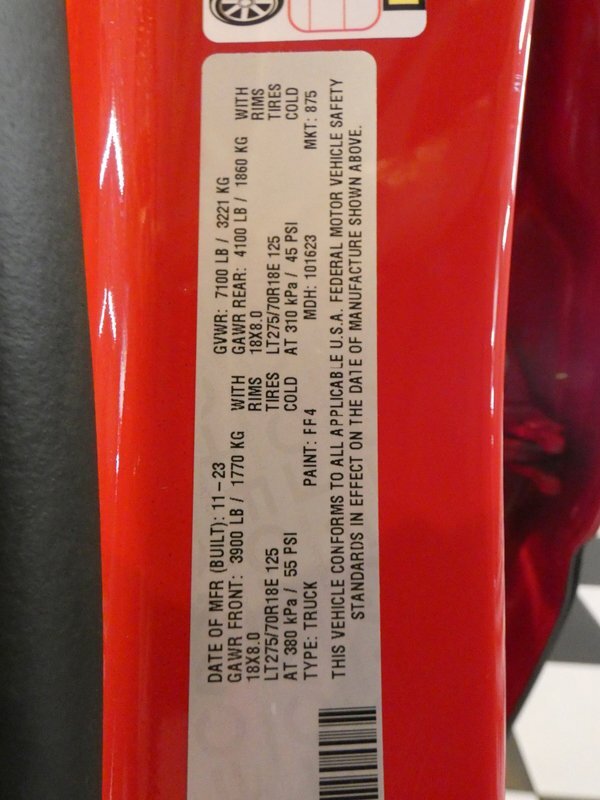 DATE OF MFR (BUILT): 11-23 GVWR: 7100 LB / 3221 KG
GAWR FRONT: 3900 LB / 1770 KG WITH GAWR REAR: 4100 LB / 1860 KG WITH
18X8.0 RIMS 18X8.0 RIMS
LT275/70R18E 125 TIRES LT275/70R18E 125 TIRES
AT 380 kPa / 55 PSI COLD AT 310 kPa / 45 PSI COLD
TYPE: TRUCK PAINT: FF4 MDH: 101623 MKT: 875
THIS VEHICLE CONFORMS TO ALL APPLICABLE U.S.A. FEDERAL MOTOR VEHICLE SAFETY
STANDARDS IN EFFECT ON THE DATE OF MANUFACTURE SHOWN ABOVE.